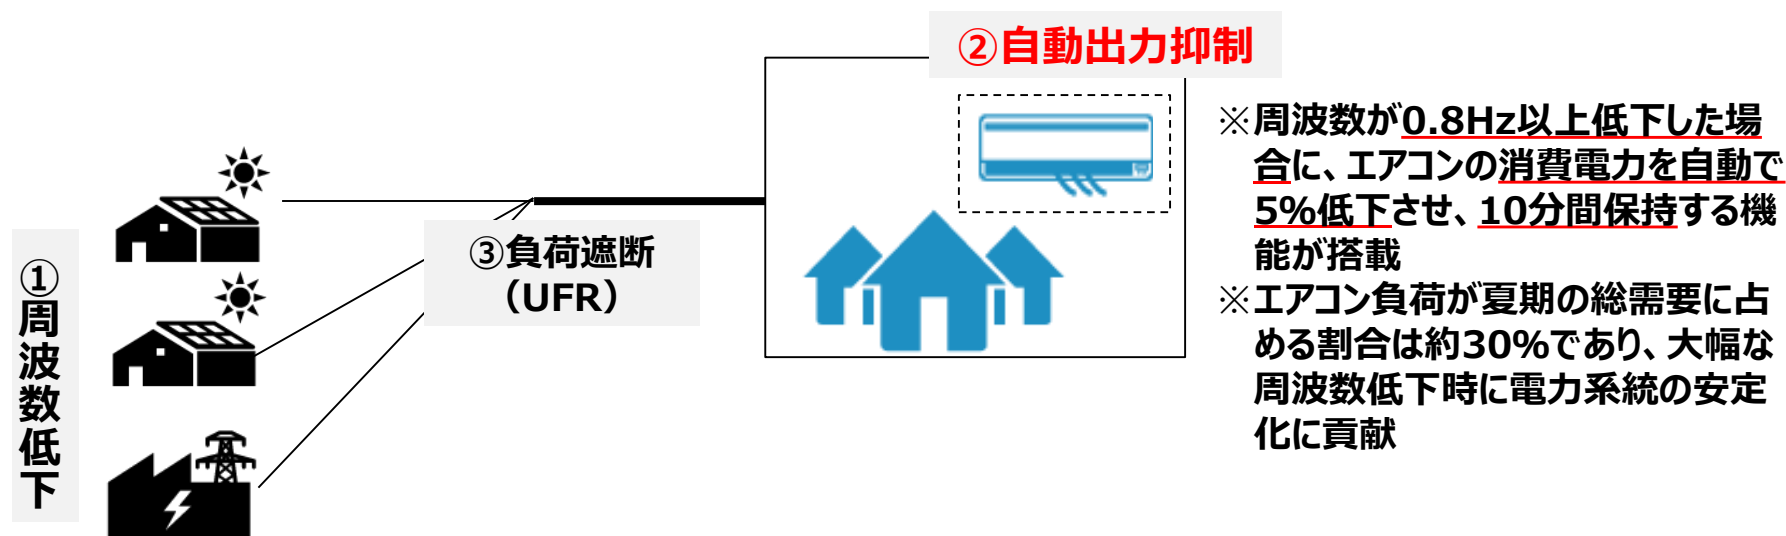 ①周波数低下
②自動出力抑制
③負荷遮断
（UFR）
※周波数が0.8Hz以上低下した場
合に、エアコンの消費電力を自動で
5%低下させ、10分間保持する機
能が搭載
※エアコン負荷が夏期の総需要に占
める割合は約30%であり、大幅な
周波数低下時に電力系統の安定
化に貢献